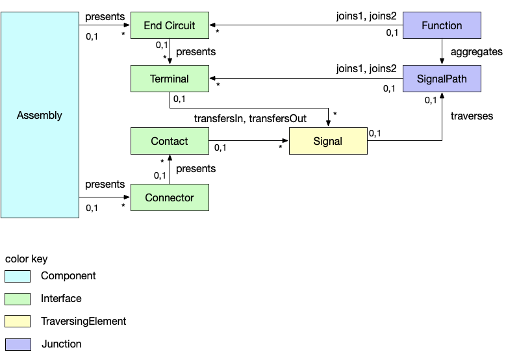 presents
End Circuit
joins1, joins2
Function
0,1
*
*
0,1
0,1
presents
*
aggregates
Terminal
joins1, joins2
SignalPath
0,1
*
0,1
0,1
Assembly
transfersIn, transfersOut
*
traverses
Contact
0,1
*
Signal
0,1
*
0,1
presents
presents
Connector
0,1
*
color key
Component
Interface
TraversingElement
Junction